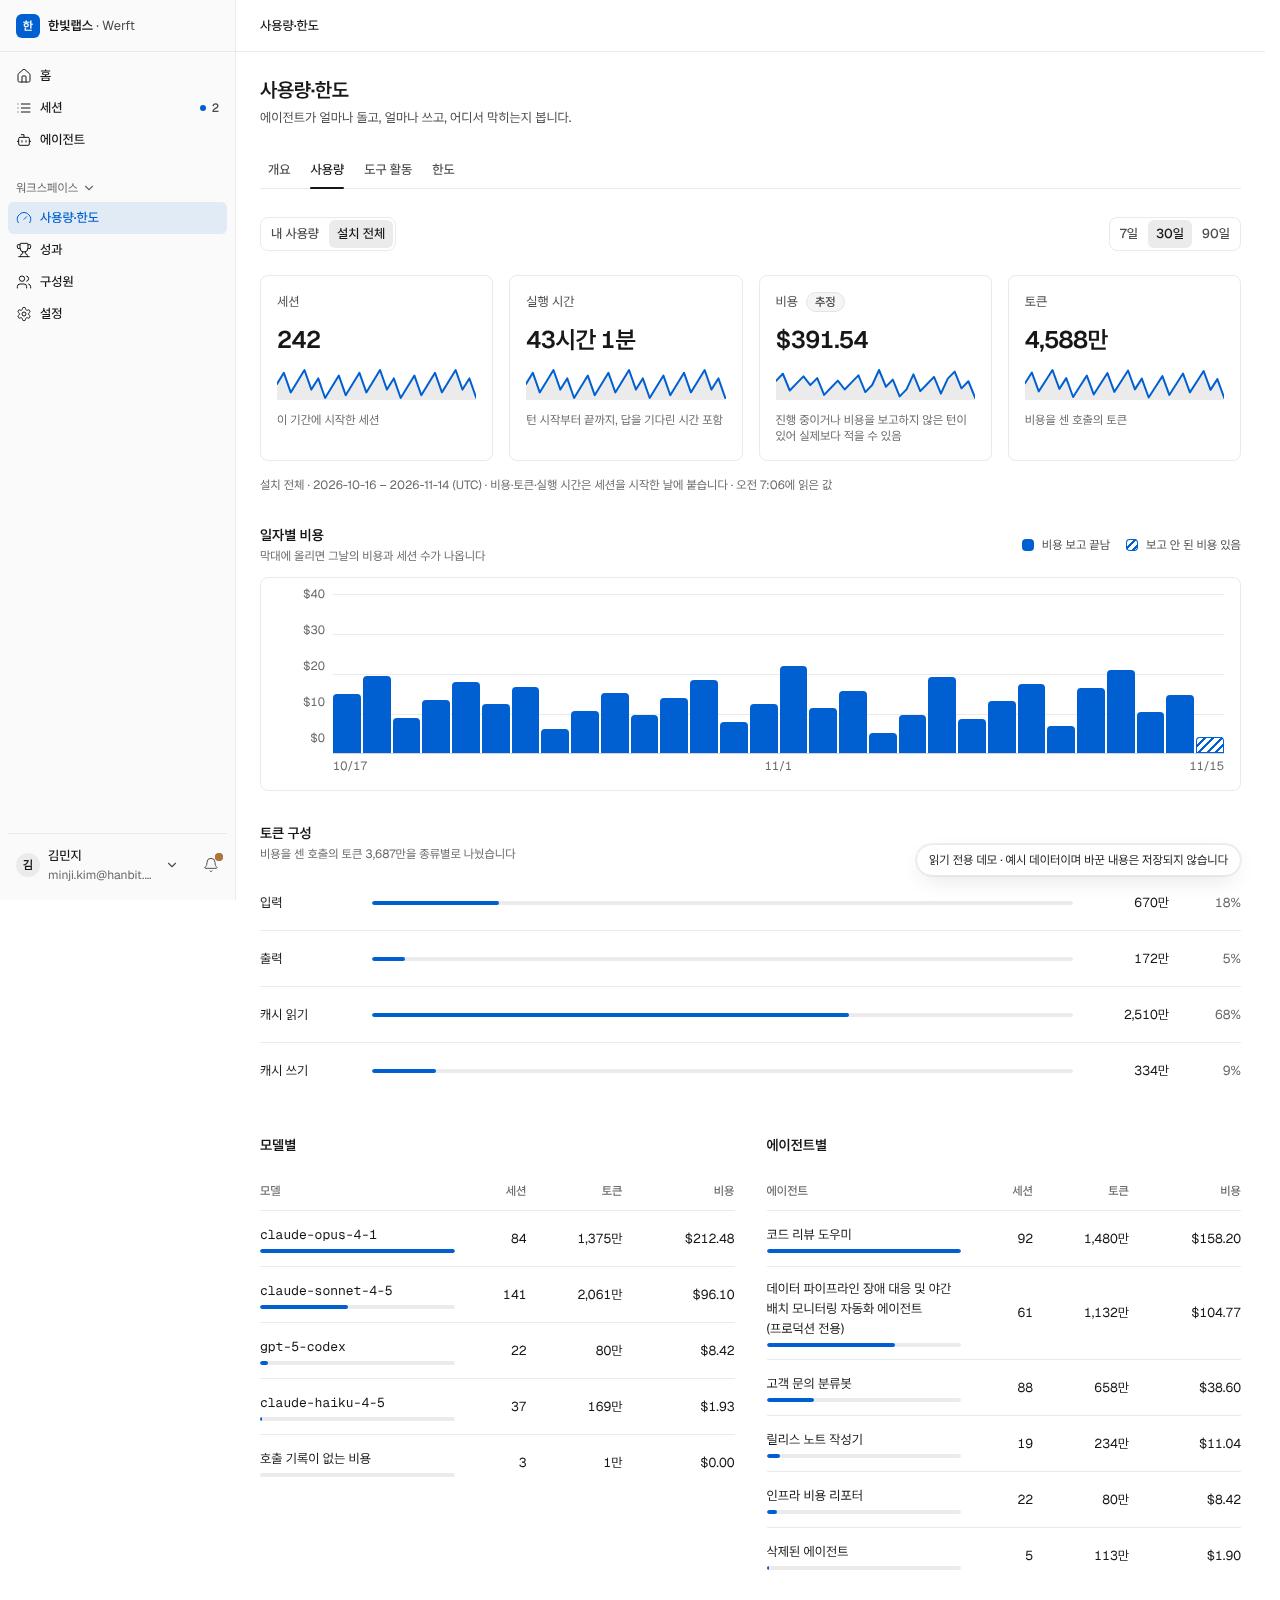 한 한빛랩스 · Werft
사용량·한도
홈
세션 2
에이전트
워크스페이스
사용량·한도
성과
구성원
설정
김 김민지
minji.kim@hanbit....
사용량·한도
에이전트가 얼마나 돌고, 얼마나 쓰고, 어디서 막히는지 봅니다.
개요 사용량 도구 활동 한도
내 사용량 설치 전체
7일 30일 90일
세션
242
이 기간에 시작한 세션
실행 시간
43시간 1분
턴 시작부터 끝까지, 답을 기다린 시간 포함
비용 추정
$391.54
진행 중이거나 비용을 보고하지 않은 턴이
있어 실제보다 적을 수 있음
토큰
4,588만
비용을 센 호출의 토큰
설치 전체 · 2026-10-16 – 2026-11-14 (UTC) · 비용·토큰·실행 시간은 세션을 시작한 날에 붙습니다 · 오전 7:06에 읽은 값
일자별 비용
막대에 올리면 그날의 비용과 세션 수가 나옵니다
비용 보고 끝남 보고 안 된 비용 있음
$40
$30
$20
$10
$0
10/17 11/1 11/15
토큰 구성
비용을 센 호출의 토큰 3,687만을 종류별로 나눴습니다
읽기 전용 데모 · 예시 데이터이며 바꾼 내용은 저장되지 않습니다
입력 670만 18%
출력 172만 5%
캐시 읽기 2,510만 68%
캐시 쓰기 334만 9%
모델별
모델 세션 토큰 비용
claude-opus-4-1 84 1,375만 $212.48
claude-sonnet-4-5 141 2,061만 $96.10
gpt-5-codex 22 80만 $8.42
claude-haiku-4-5 37 169만 $1.93
호출 기록이 없는 비용 3 1만 $0.00
에이전트별
에이전트 세션 토큰 비용
코드 리뷰 도우미 92 1,480만 $158.20
데이터 파이프라인 장애 대응 및 야간
배치 모니터링 자동화 에이전트
(프로덕션 전용) 61 1,132만 $104.77
고객 문의 분류봇 88 658만 $38.60
릴리스 노트 작성기 19 234만 $11.04
인프라 비용 리포터 22 80만 $8.42
삭제된 에이전트 5 113만 $1.90